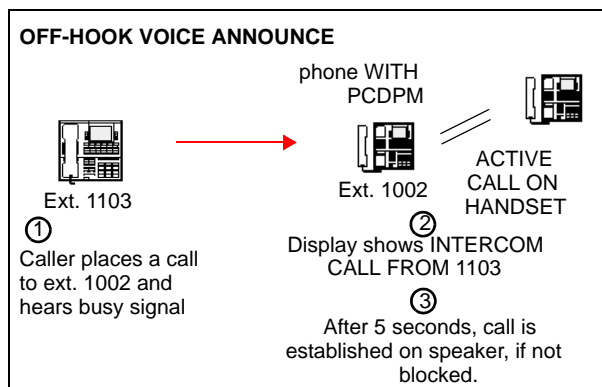 OFF-HOOK VOICE ANNOUNCE
phone WITH
PCDPM
Ext. 1103
Ext. 1002
ACTIVE
CALL ON
HANDSET
1
Caller places a call
to ext. 1002 and
hears busy signal
2
Display shows INTERCOM
CALL FROM 1103
3
After 5 seconds, call is
established on speaker, if not
blocked.